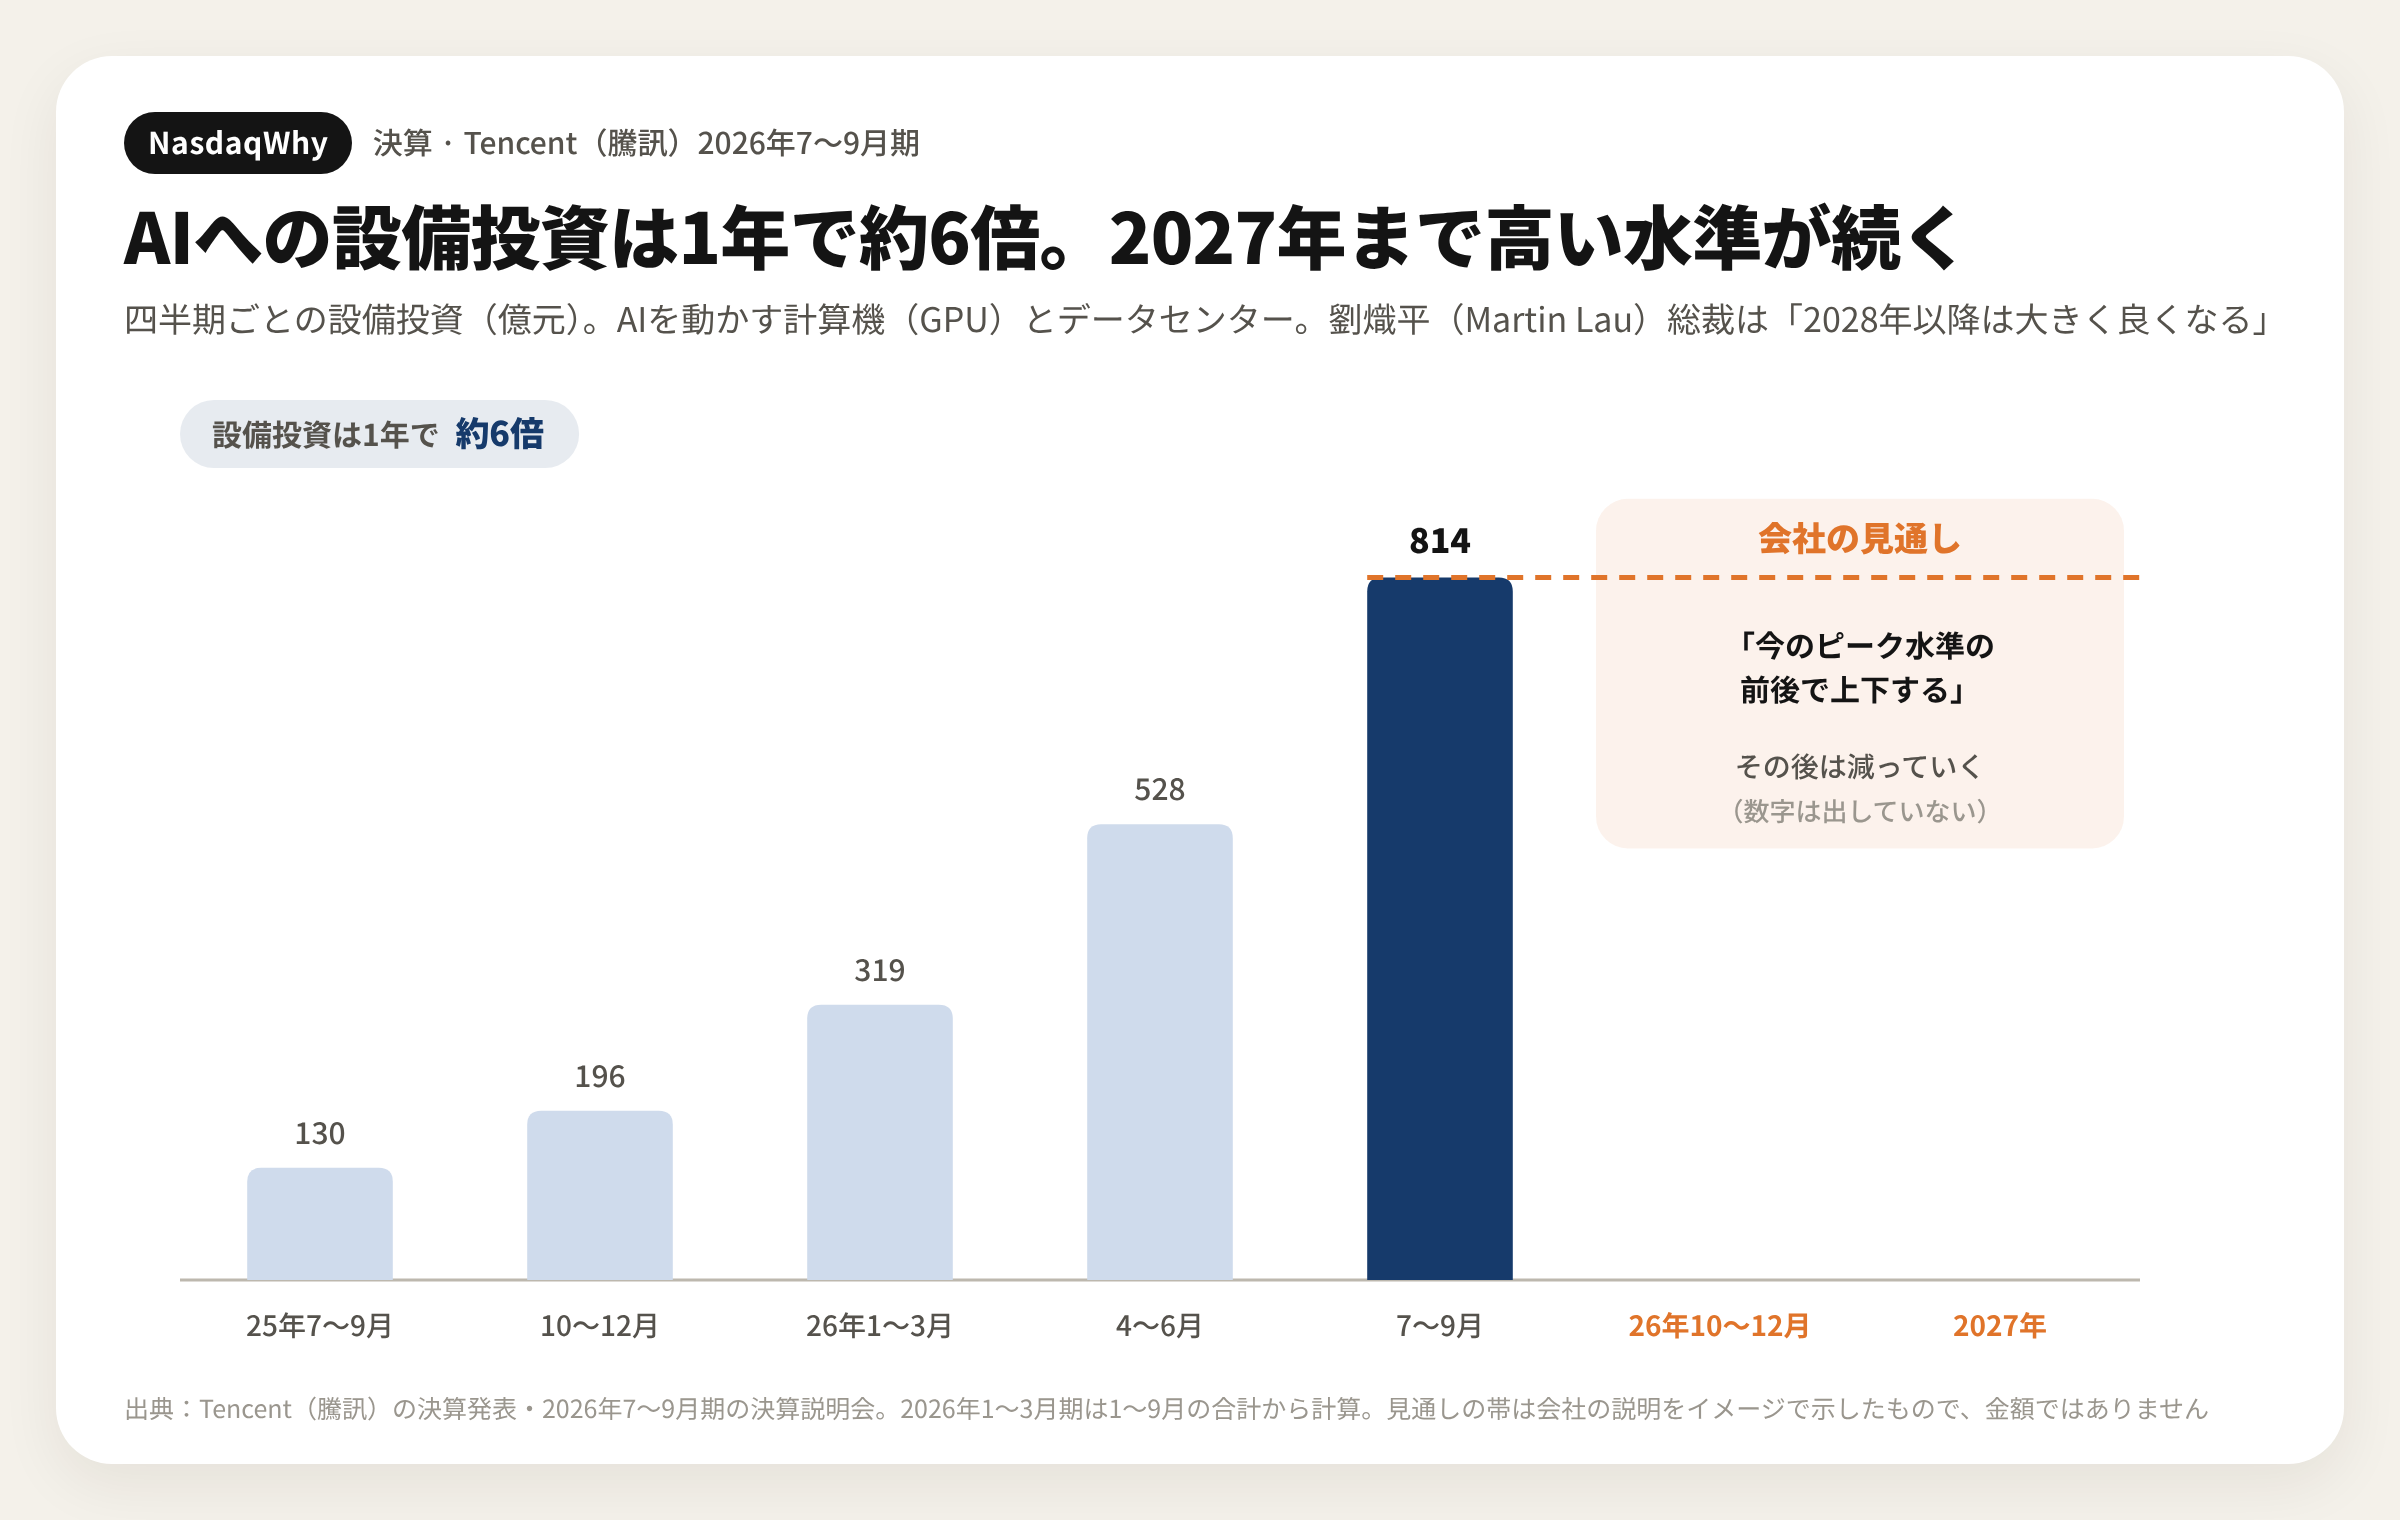 NasdaqWhy 決算・Tencent（騰訊）2026年7〜9月期
AIへの設備投資は1年で約6倍。2027年まで高い水準が続く
四半期ごとの設備投資（億元）。AIを動かす計算機（GPU）とデータセンター。劉熾平（Martin Lau）総裁は「2028年以降は大きく良くなる」
設備投資は1年で 約6倍
会社の見通し
「今のピーク水準の
前後で上下する」
その後は減っていく
（数字は出していない）
814
528
319
196
130
25年7〜9月 10〜12月 26年1〜3月 4〜6月 7〜9月 26年10〜12月 2027年
出典：Tencent（騰訊）の決算発表・2026年7〜9月期の決算説明会。2026年1〜3月期は1〜9月の合計から計算。見通しの帯は会社の説明をイメージで示したもので、金額ではありません